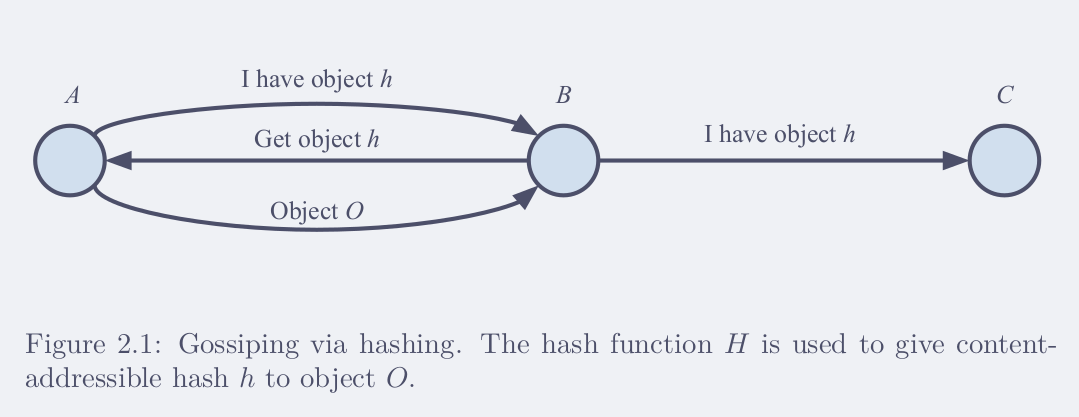 I have object h
A
B
C
Get object h
I have object h
Object O
Figure 2.1: Gossiping via hashing. The hash function H is used to give content-
addressible hash h to object O.